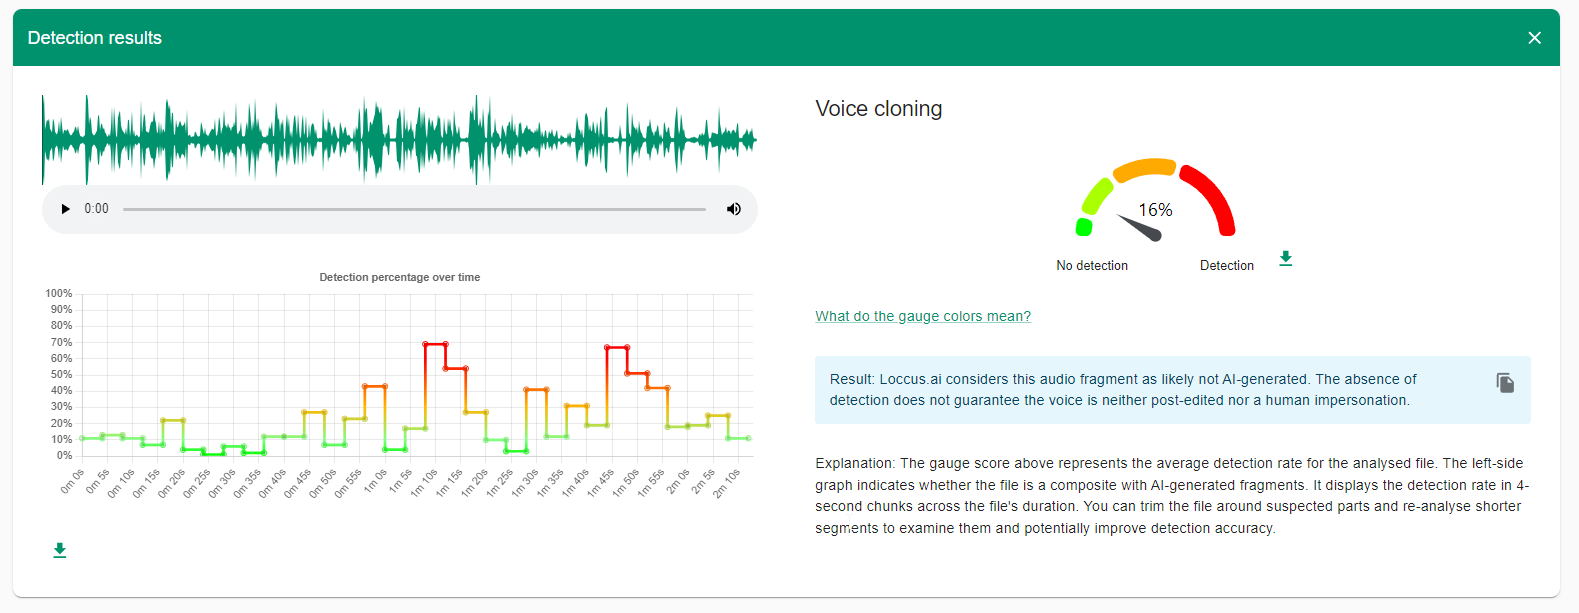 Detection results
0:00
Detection percentage over time
100%
90%
80%
70%
60%
50%
40%
30%
20%
10%
0%
0m 0s
0m 5s
0m 10s
0m 15s
0m 20s
0m 25s
0m 30s
0m 35s
0m 40s
0m 45s
0m 50s
0m 55s
1m 0s
1m 5s
1m 10s
1m 15s
1m 20s
1m 25s
1m 30s
1m 35s
1m 40s
1m 45s
1m 50s
1m 55s
2m 0s
2m 5s
2m 10s
Voice cloning
16%
No detection
Detection
What do the gauge colors mean?
Result: Loccus.ai considers this audio fragment as likely not AI-generated. The absence of
detection does not guarantee the voice is neither post-edited nor a human impersonation.
Explanation: The gauge score above represents the average detection rate for the analysed file. The left-side
graph indicates whether the file is a composite with AI-generated fragments. It displays the detection rate in 4-
second chunks across the file's duration. You can trim the file around suspected parts and re-analyse shorter
segments to examine them and potentially improve detection accuracy.